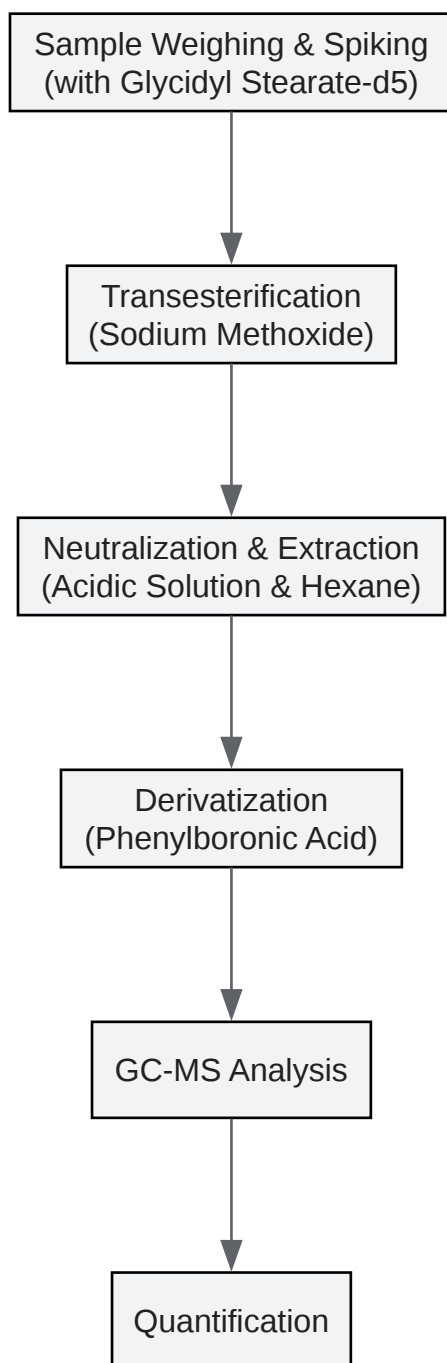 Sample Weighing & Spiking
(with Glycidyl Stearate-d5)
Transesterification
(Sodium Methoxide)
Neutralization & Extraction
(Acidic Solution & Hexane)
Derivatization
(Phenylboronic Acid)
GC-MS Analysis
Quantification